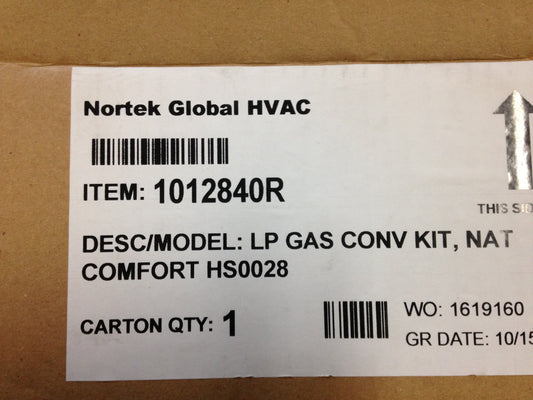 Nortek Global HVAC
ITEM: 1012840R
THIS
DESC/MODEL: LP GAS CONV KIT, NAT
COMFORT HS0028
CARTON QTY: 1
WO: 1619160
GR DATE: 10/15